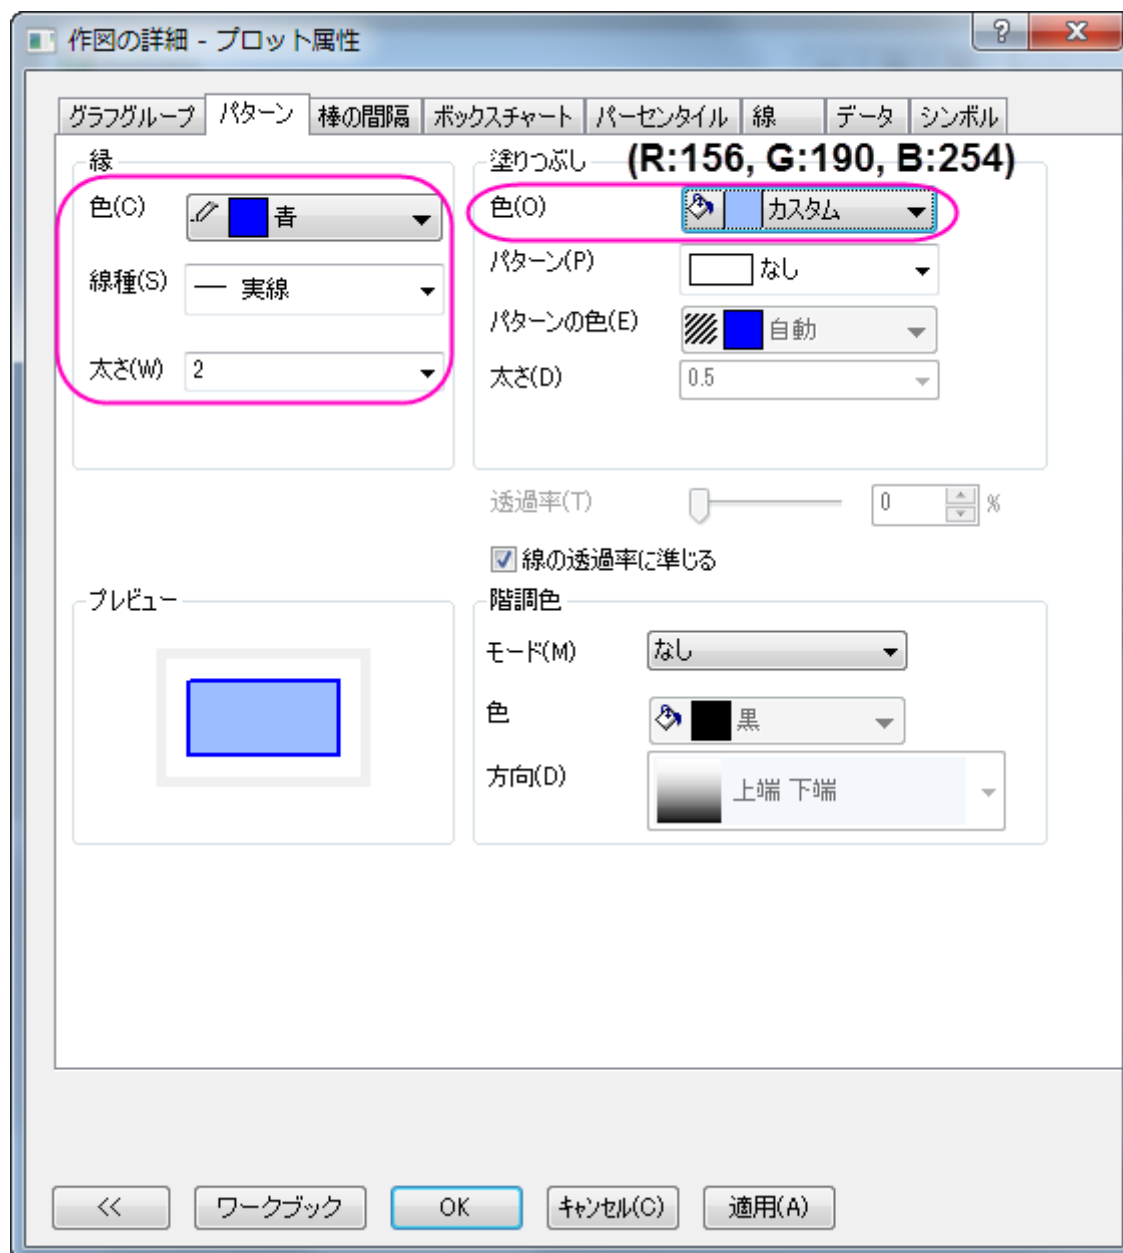 作図の詳細 - プロット属性
グラフグループ パターン 棒の間隔 ボックスチャート パーセンタイル 線 データ シンボル
縁
色(C) 青
線種(S) 実線
太さ(W) 2
塗りつぶし (R:156, G:190, B:254)
色(O) カスタム
パターン(P) なし
パターンの色(E) 自動
太さ(D) 0.5
透過率(T) 0 %
線の透過率に準じる
プレビュー
階調色
モード(M) なし
色 黒
方向(D) 上端 下端
<< ワークブック OK キャンセル(C) 適用(A)